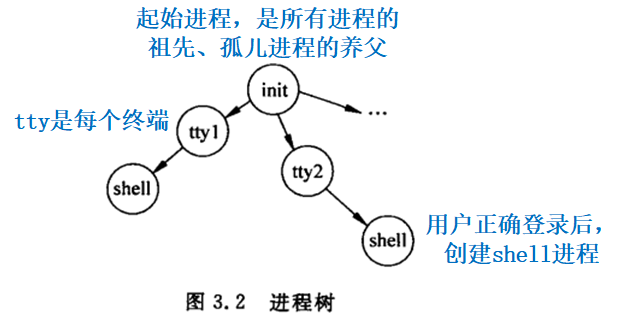 起始进程，是所有进程的
祖先、孤儿进程的养父
init
...
tty是每个终端
tty1
tty2
shell
shell
用户正确登录后，
创建shell进程
图 3.2 进程树